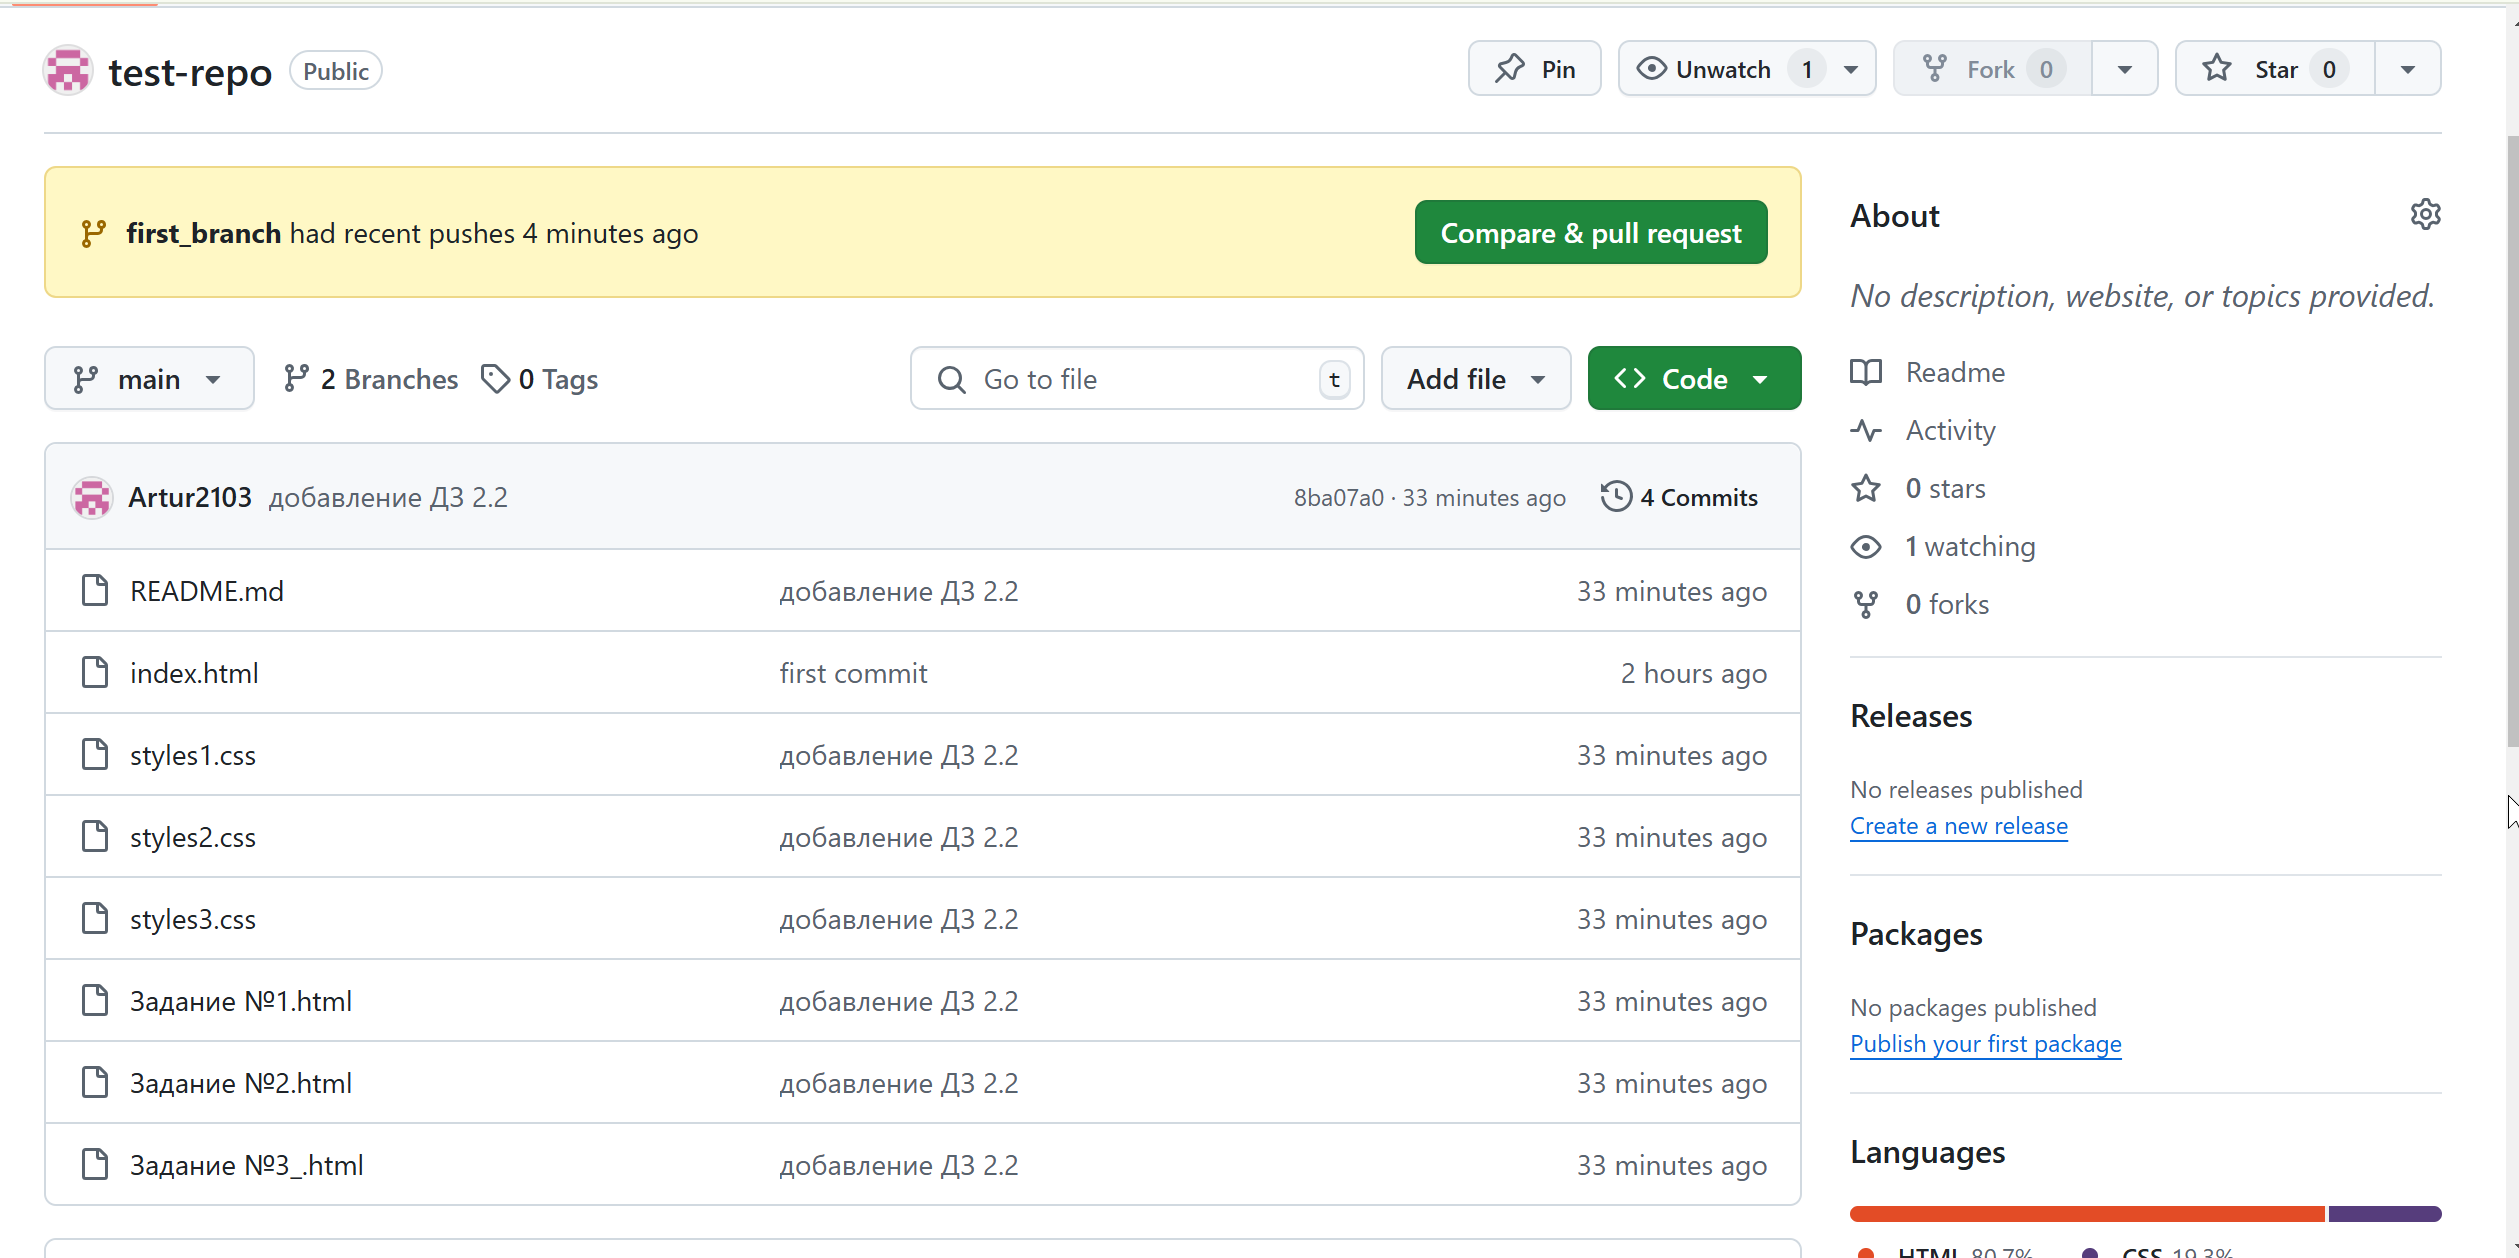 test-repo Public Pin Unwatch 1 Fork 0 Star 0
first_branch had recent pushes 4 minutes ago Compare & pull request
main 2 Branches 0 Tags Go to file t Add file Code
Artur2103 добавление ДЗ 2.2 8ba07a0 · 33 minutes ago 4 Commits
README.md добавление ДЗ 2.2 33 minutes ago
index.html first commit 2 hours ago
styles1.css добавление ДЗ 2.2 33 minutes ago
styles2.css добавление ДЗ 2.2 33 minutes ago
styles3.css добавление ДЗ 2.2 33 minutes ago
Задание №1.html добавление ДЗ 2.2 33 minutes ago
Задание №2.html добавление ДЗ 2.2 33 minutes ago
Задание №3_.html добавление ДЗ 2.2 33 minutes ago
About
No description, website, or topics provided.
Readme
Activity
0 stars
1 watching
0 forks
Releases
No releases published
Create a new release
Packages
No packages published
Publish your first package
Languages
HTML 80.7% CSS 19.3%